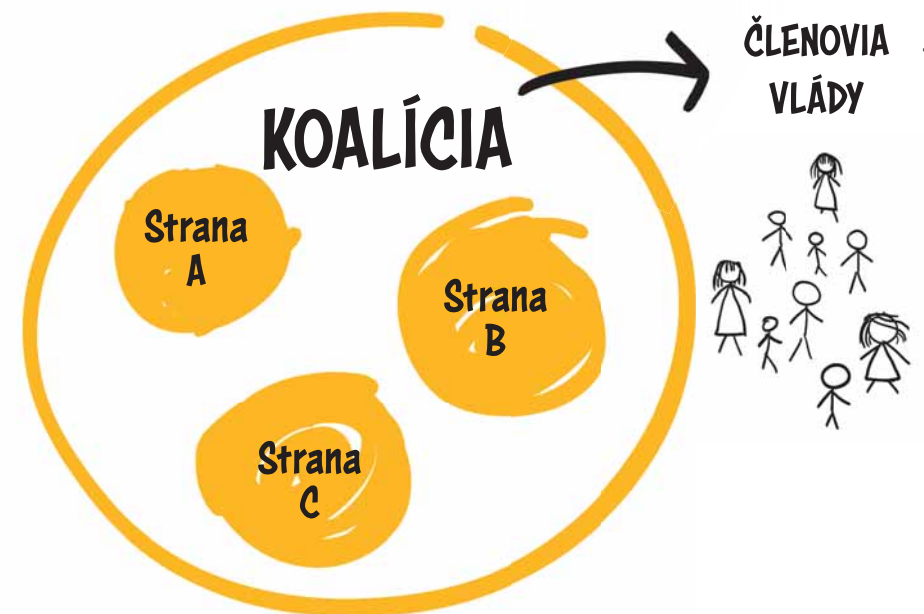 ČLENOVIA
VLÁDY
KOALÍCIA
Strana
A
Strana
B
Strana
C